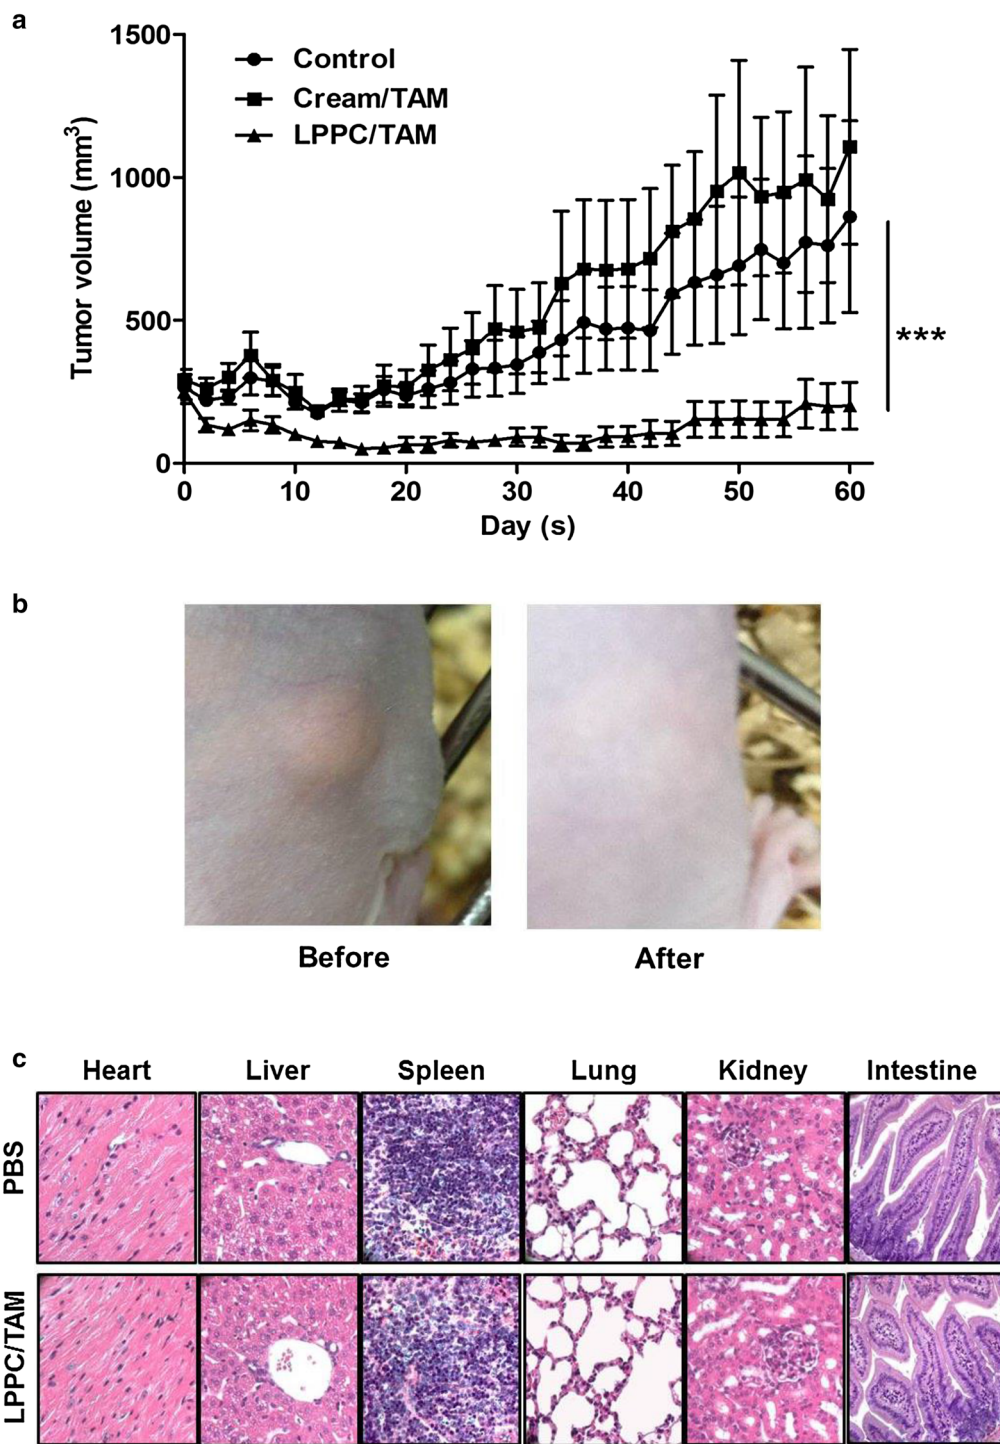 a
1500
1000
500
0
Tumor volume (mm³)
Control
Cream/TAM
LPPC/TAM
***
0 10 20 30 40 50 60
Day (s)
b
Before After
c
Heart Liver Spleen Lung Kidney Intestine
PBS
LPPC/TAM